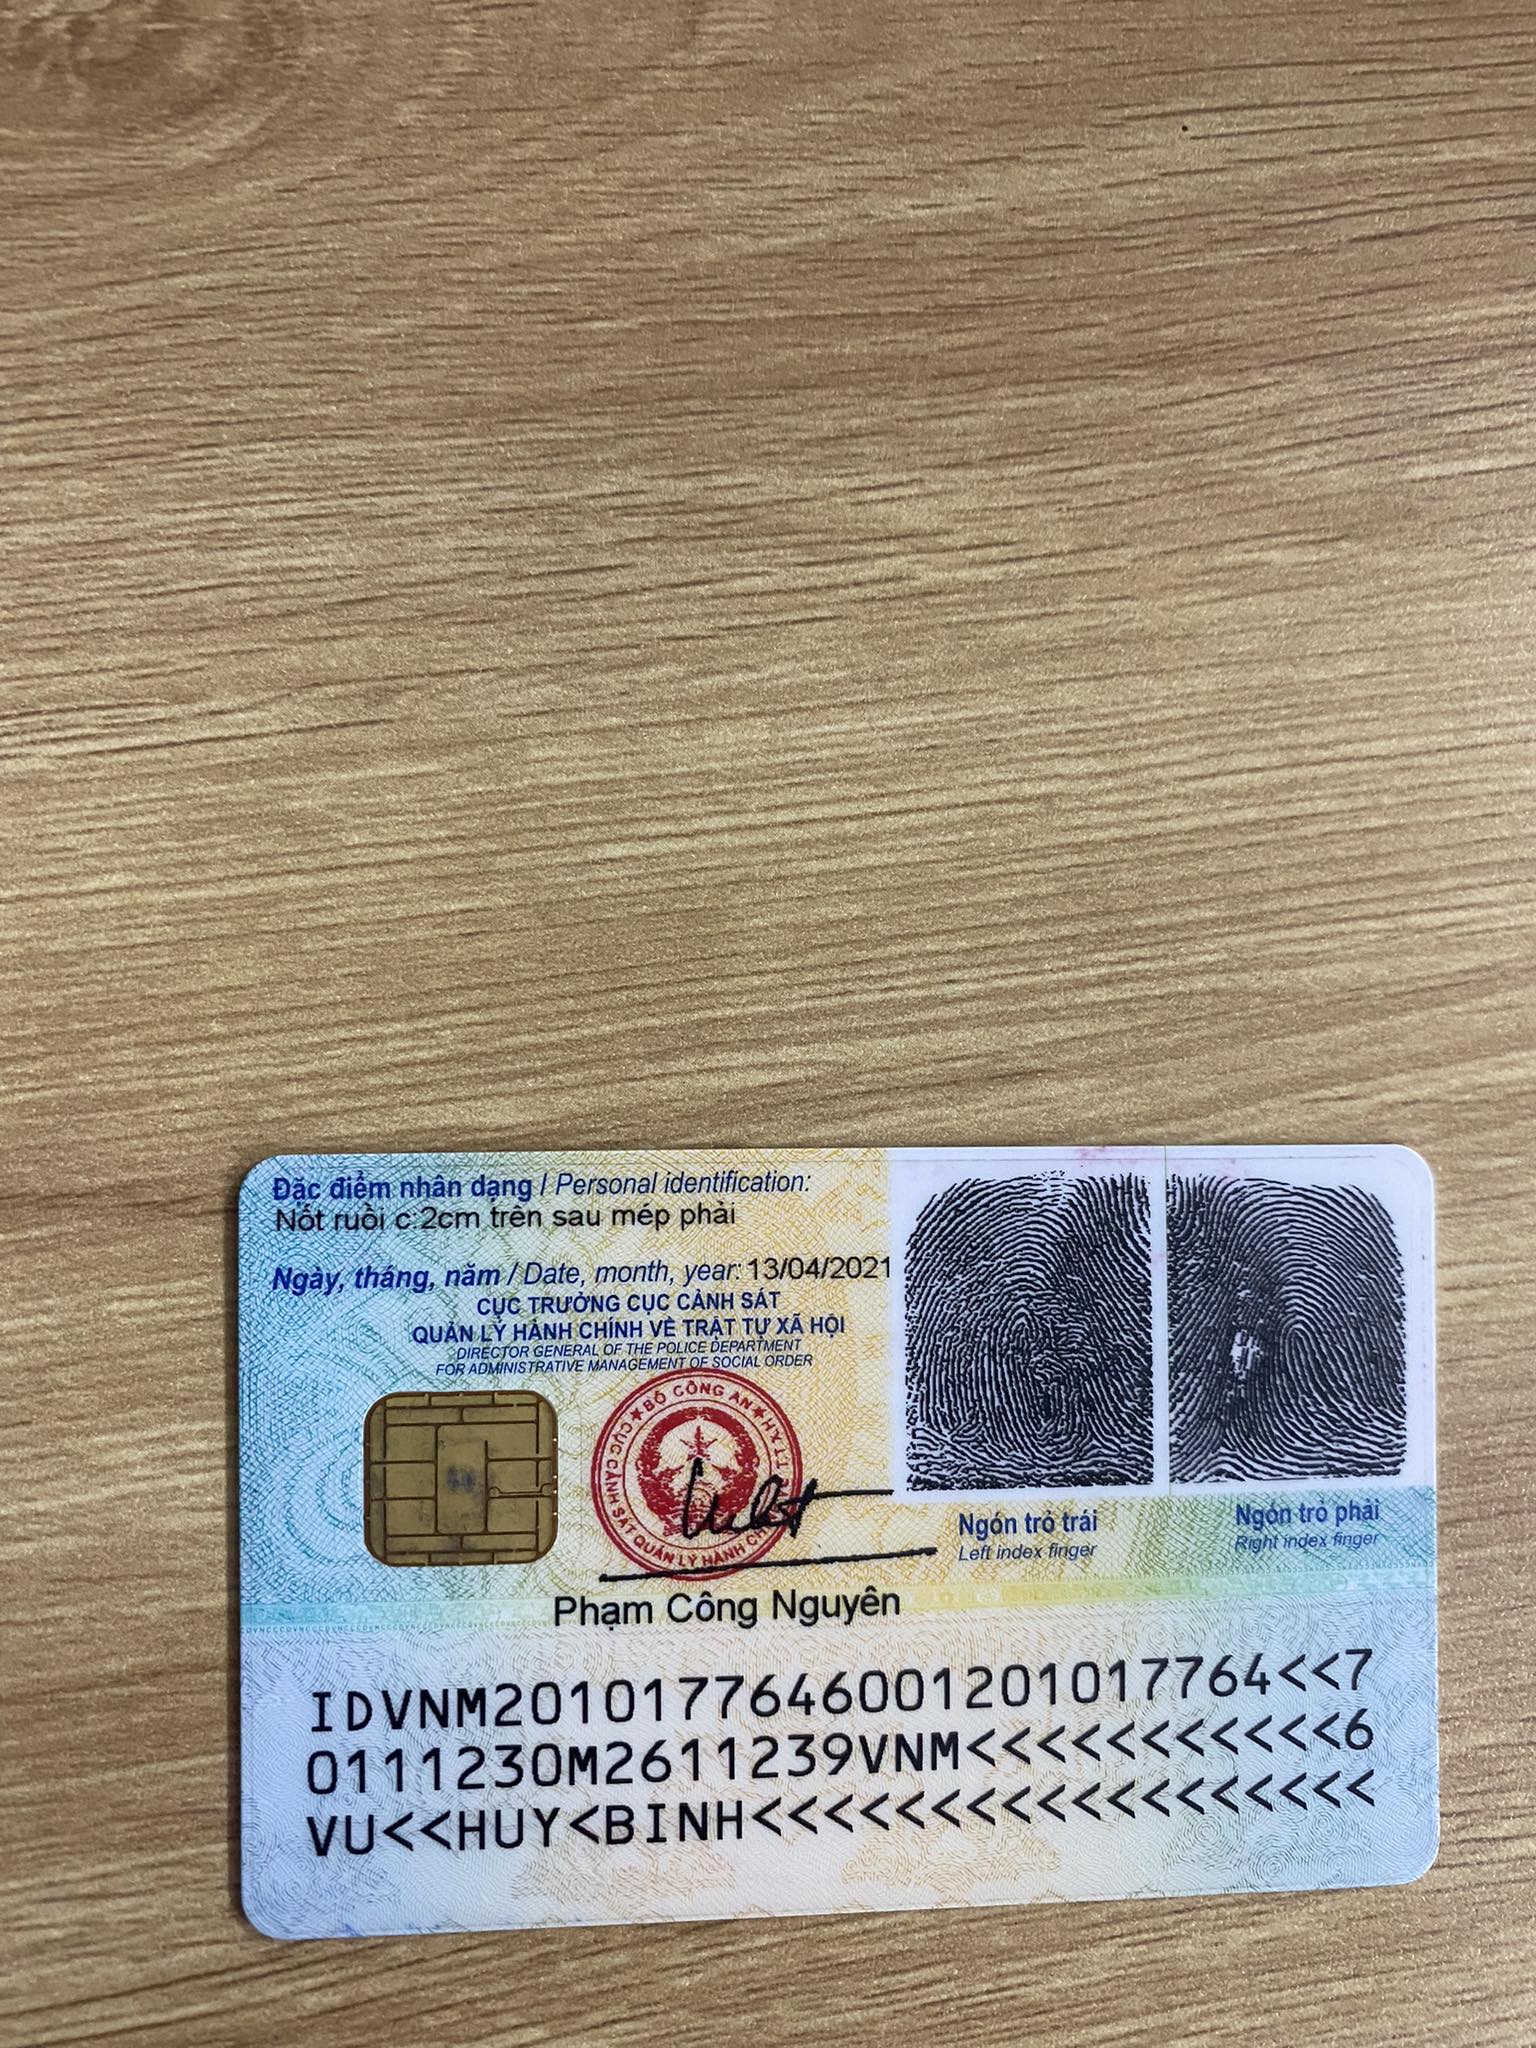 Đặc điểm nhân dạng / Personal identification:
Nốt ruồi c:2cm trên sau mép phải
Ngày, tháng, năm / Date, month, year: 13/04/2021
CỤC TRƯỞNG CỤC CẢNH SÁT
QUẢN LÝ HÀNH CHÍNH VỀ TRẬT TỰ XÃ HỘI
DIRECTOR GENERAL OF THE POLICE DEPARTMENT
FOR ADMINISTRATIVE MANAGEMENT OF SOCIAL ORDER
BỘ CÔNG AN
CỤC CẢNH SÁT QUẢN LÝ HÀNH
Phạm Công Nguyên
Ngón trỏ trái
Left index finger
Ngón trỏ phải
Right index finger
IDVNM2010177646001201017764<<7
0111230M2611239VNM<<<<<<<<<<<6
VU<<HUY<BINH<<<<<<<<<<<<<<<<<<